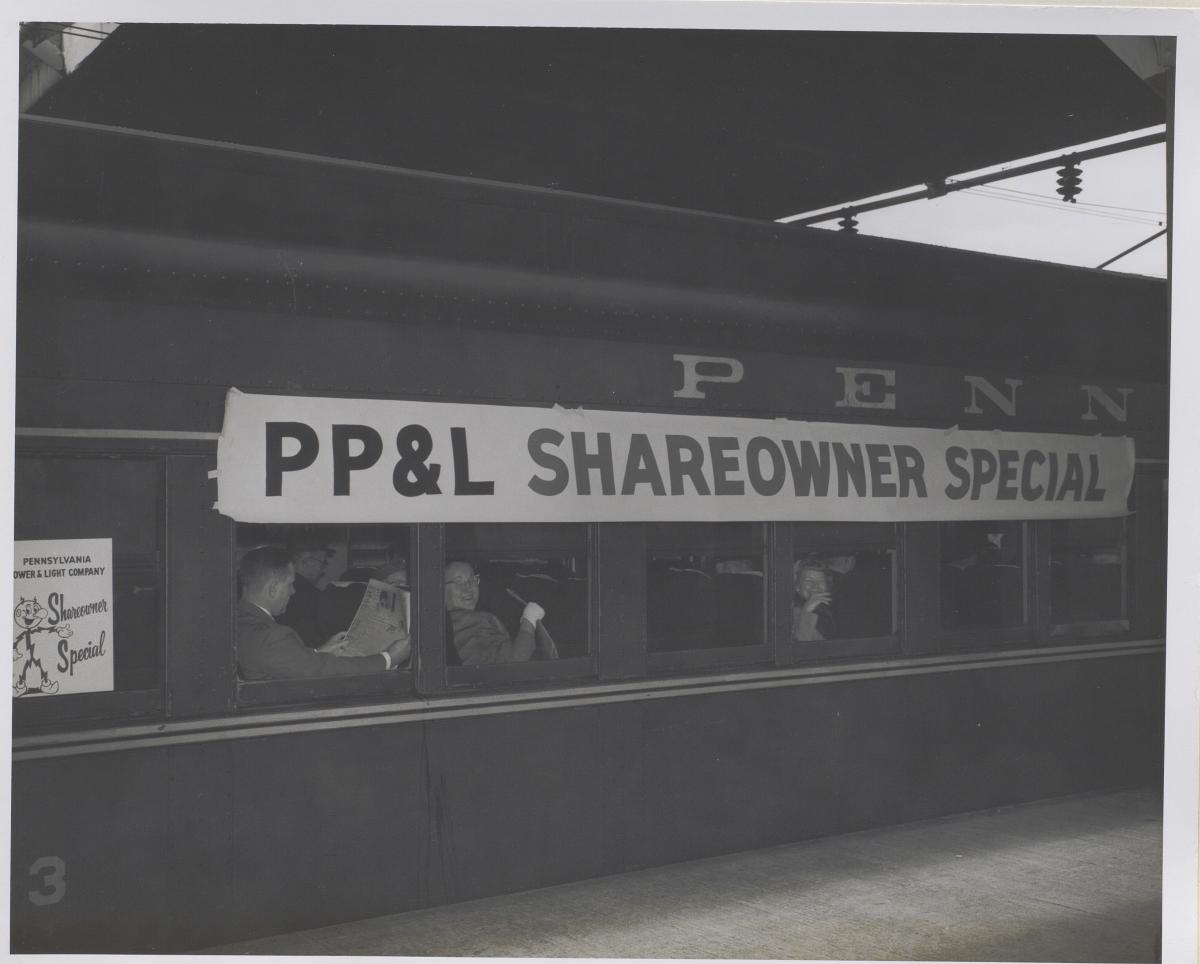 PENN
PP&L SHAREOWNER SPECIAL
PENNSYLVANIA
OWER & LIGHT COMPANY
Shareowner
Special
3